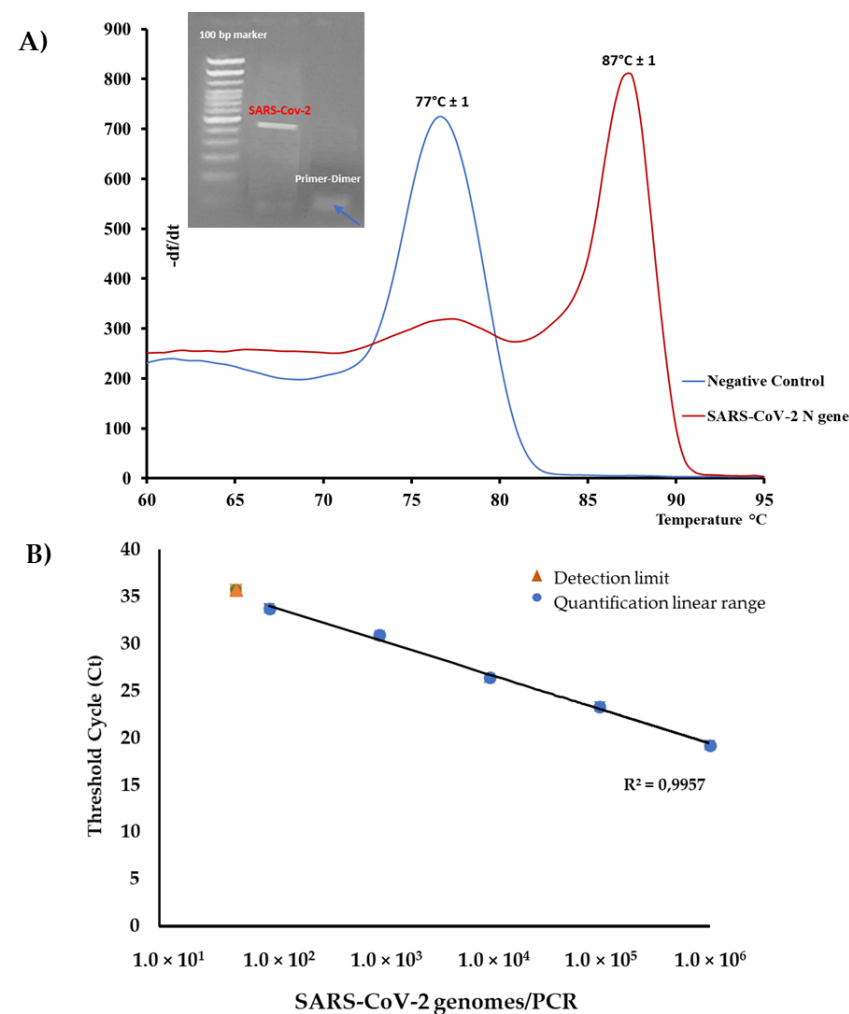 A)
900
800
700
600
500
400
300
200
100
0
-df/dt
100 bp marker
SARS-Cov-2
Primer-Dimer
77°C ± 1
87°C ± 1
Negative Control
SARS-CoV-2 N gene
60 65 70 75 80 85 90 95
Temperature °C
B)
40
35
30
25
20
15
10
5
0
Threshold Cycle (Ct)
Detection limit
Quantification linear range
R² = 0,9957
1.0 × 10¹ 1.0 × 10² 1.0 × 10³ 1.0 × 10⁴ 1.0 × 10⁵ 1.0 × 10⁶
SARS-CoV-2 genomes/PCR